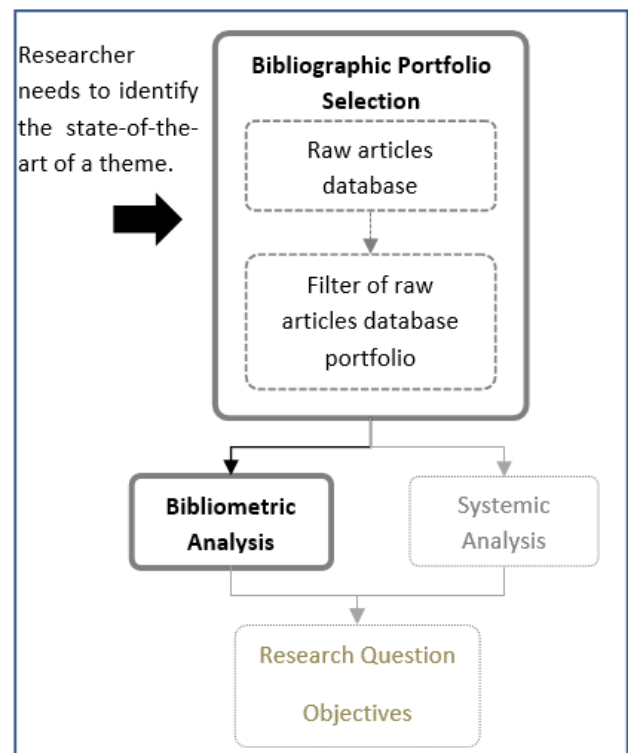 Researcher
needs to identify
the state-of-the-
art of a theme.
Bibliographic Portfolio
Selection
Raw articles
database
Filter of raw
articles database
portfolio
Bibliometric
Analysis
Systemic
Analysis
Research Question
Objectives